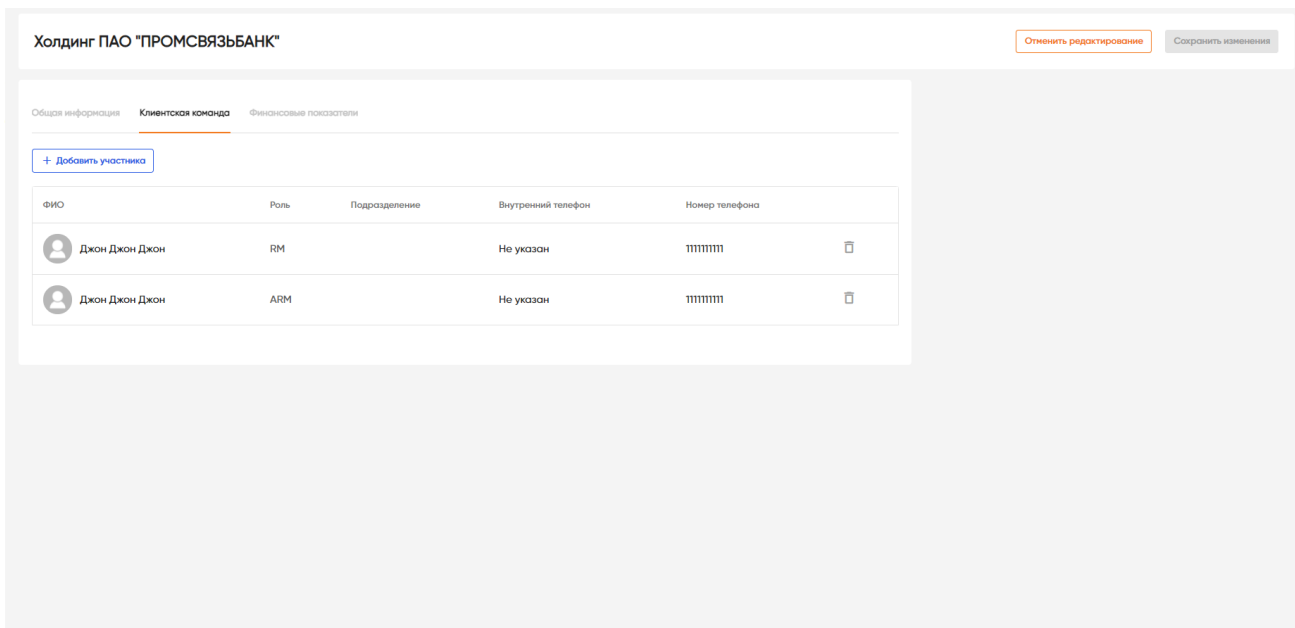 Холдинг ПАО "ПРОМСВЯЗЬБАНК"
Отменить редактирование
Сохранить изменения
Общая информация Клиентская команда Финансовые показатели
+ Добавить участника
ФИО Роль Подразделение Внутренний телефон Номер телефона
Джон Джон Джон RM Не указан 1111111111
Джон Джон Джон ARM Не указан 1111111111